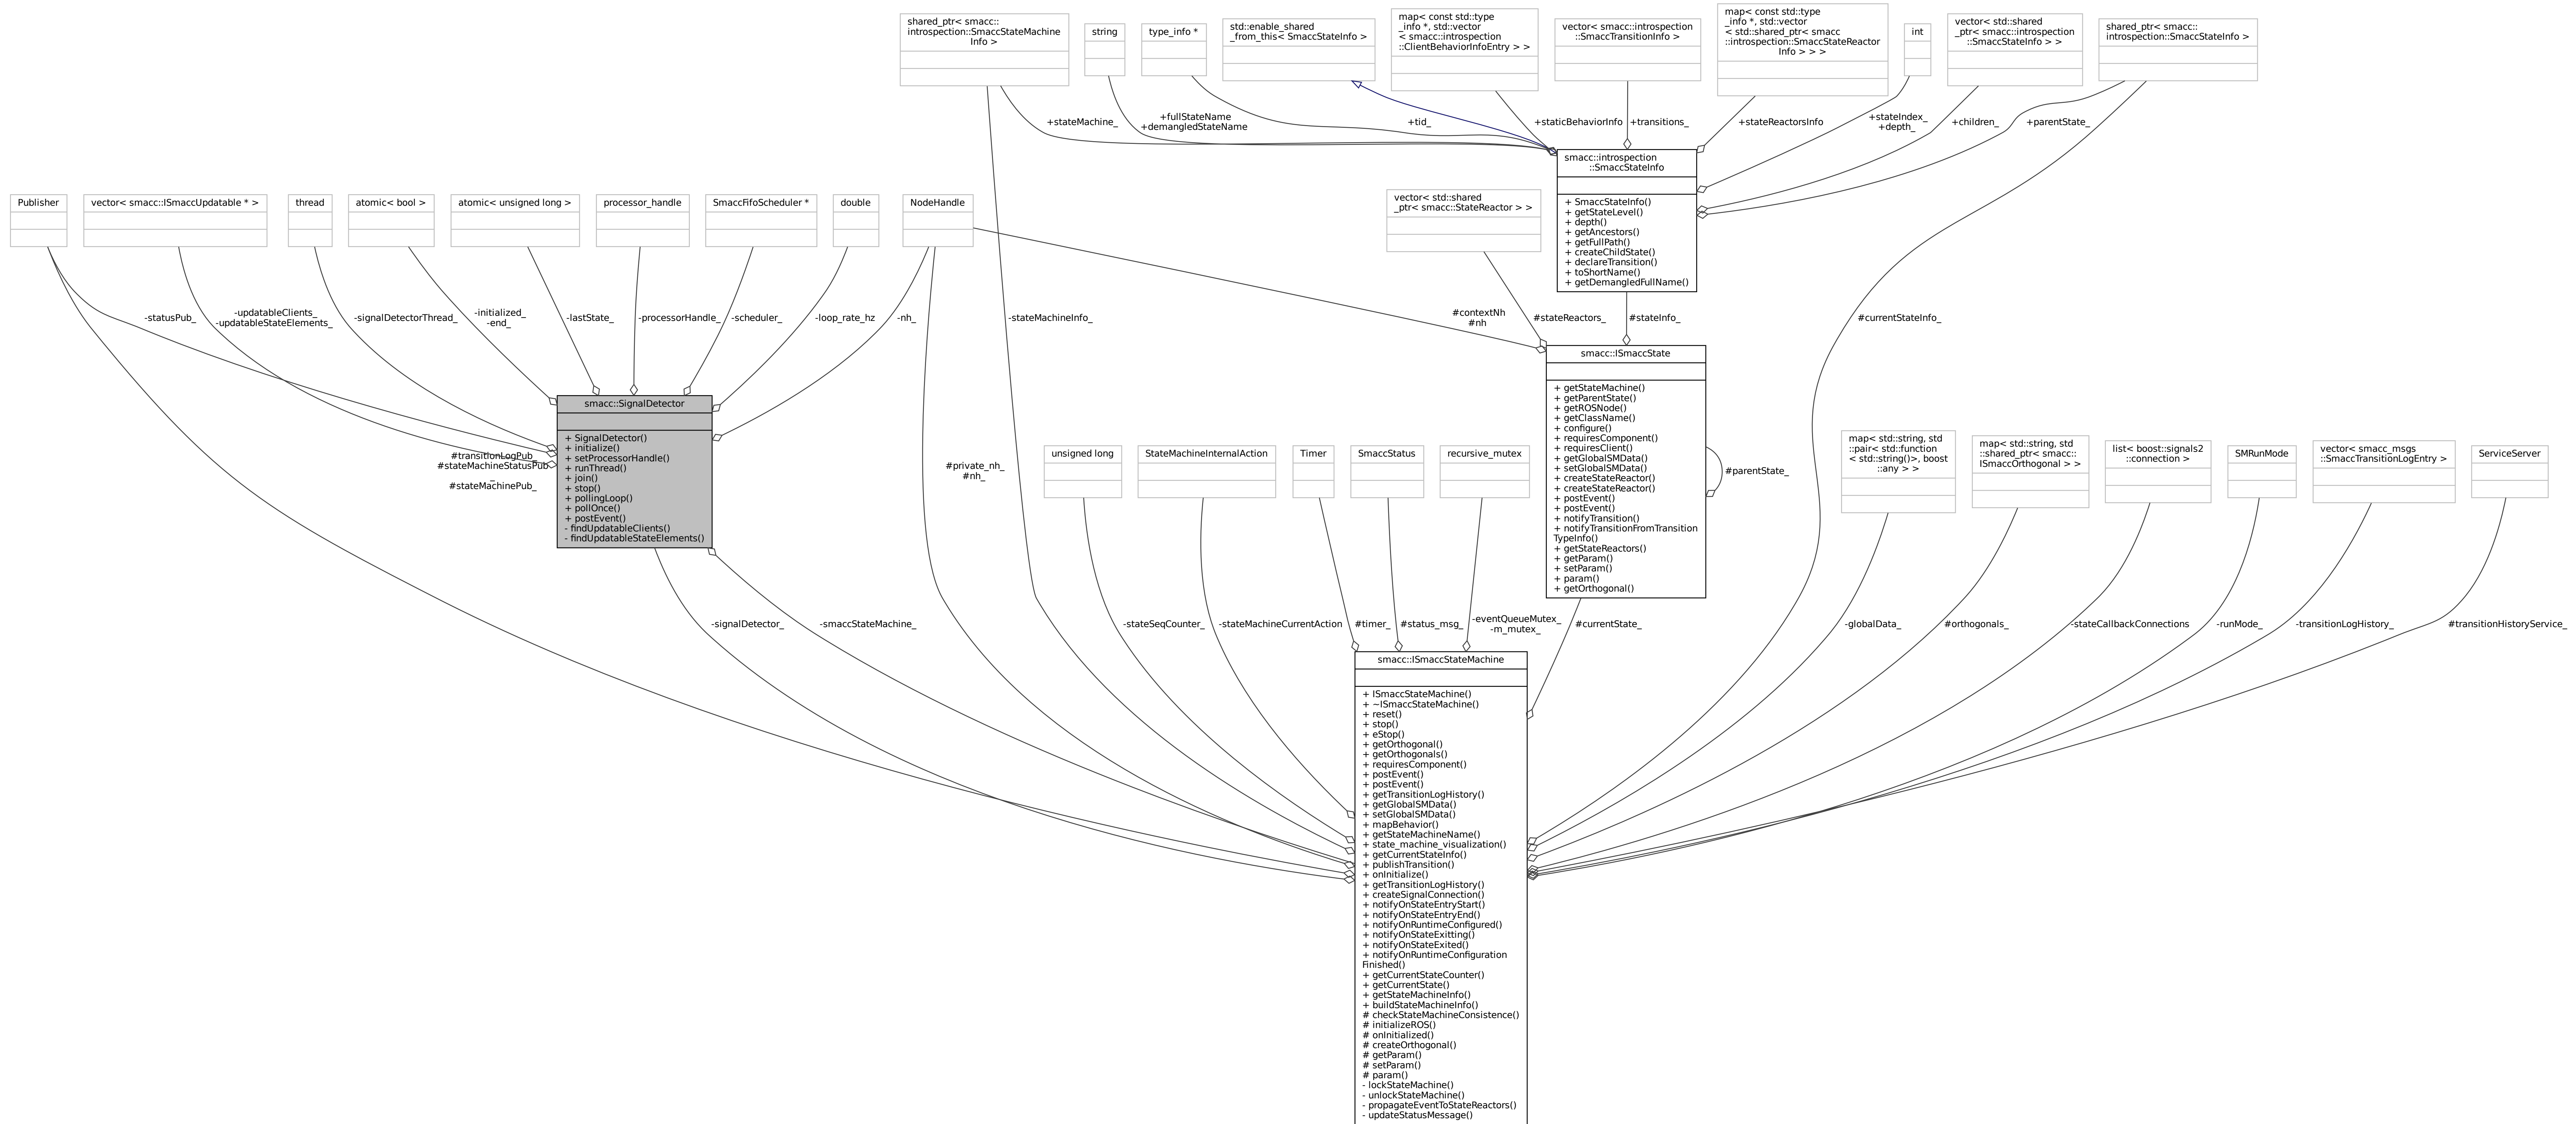 shared_ptr< smacc::
introspection::SmaccStateMachine
Info >
string
type_info *
std::enable_shared
_from_this< SmaccStateInfo >
map< const std::type
_info *, std::vector
< smacc::introspection
::ClientBehaviorInfoEntry > >
vector< smacc::introspection
::SmaccTransitionInfo >
map< const std::type
_info *, std::vector
< std::shared_ptr< smacc
::introspection::SmaccStateReactor
Info > > >
int
vector< std::shared
_ptr< smacc::introspection
::SmaccStateInfo > >
shared_ptr< smacc::
introspection::SmaccStateInfo >
+stateMachine_
+fullStateName
+demangledStateName
+tid_
+staticBehaviorInfo
+transitions_
+stateReactorsInfo
+stateIndex_
+depth_
+children_
+parentState_
smacc::introspection
::SmaccStateInfo
+ SmaccStateInfo()
+ getStateLevel()
+ depth()
+ getAncestors()
+ getFullPath()
+ createChildState()
+ declareTransition()
+ toShortName()
+ getDemangledFullName()
Publisher
vector< smacc::ISmaccUpdatable * >
thread
atomic< bool >
atomic< unsigned long >
processor_handle
SmaccFifoScheduler *
double
NodeHandle
vector< std::shared
_ptr< smacc::StateReactor > >
-statusPub_
-updatableClients_
-updatableStateElements_
-signalDetectorThread_
-initialized_
-end_
-lastState_
-processorHandle_
-scheduler_
-loop_rate_hz
-nh_
-stateMachineInfo_
#contextNh
#nh
#stateReactors_
#stateInfo_
#currentStateInfo_
smacc::SignalDetector
+ SignalDetector()
+ initialize()
+ setProcessorHandle()
+ runThread()
+ join()
+ stop()
+ pollingLoop()
+ pollOnce()
+ postEvent()
- findUpdatableClients()
- findUpdatableStateElements()
#transitionLogPub_
#stateMachineStatusPub
_
#stateMachinePub_
smacc::ISmaccState
+ getStateMachine()
+ getParentState()
+ getROSNode()
+ getClassName()
+ configure()
+ requiresComponent()
+ requiresClient()
+ getGlobalSMData()
+ setGlobalSMData()
+ createStateReactor()
+ createStateReactor()
+ postEvent()
+ postEvent()
+ notifyTransition()
+ notifyTransitionFromTransition
TypeInfo()
+ getStateReactors()
+ getParam()
+ setParam()
+ param()
+ getOrthogonal()
#parentState_
#private_nh_
#nh_
unsigned long
StateMachineInternalAction
Timer
SmaccStatus
recursive_mutex
map< std::string, std
::pair< std::function
< std::string()>, boost
::any > >
map< std::string, std
::shared_ptr< smacc::
ISmaccOrthogonal > >
list< boost::signals2
::connection >
SMRunMode
vector< smacc_msgs
::SmaccTransitionLogEntry >
ServiceServer
-signalDetector_
-smaccStateMachine_
-stateSeqCounter_
-stateMachineCurrentAction
#timer_
#status_msg_
-eventQueueMutex_
-m_mutex_
#currentState_
-globalData_
#orthogonals_
-stateCallbackConnections
-runMode_
-transitionLogHistory_
#transitionHistoryService_
smacc::ISmaccStateMachine
+ ISmaccStateMachine()
+ ~ISmaccStateMachine()
+ reset()
+ stop()
+ eStop()
+ getOrthogonal()
+ getOrthogonals()
+ requiresComponent()
+ postEvent()
+ postEvent()
+ getTransitionLogHistory()
+ getGlobalSMData()
+ setGlobalSMData()
+ mapBehavior()
+ getStateMachineName()
+ state_machine_visualization()
+ getCurrentStateInfo()
+ publishTransition()
+ onInitialize()
+ getTransitionLogHistory()
+ createSignalConnection()
+ notifyOnStateEntryStart()
+ notifyOnStateEntryEnd()
+ notifyOnRuntimeConfigured()
+ notifyOnStateExitting()
+ notifyOnStateExited()
+ notifyOnRuntimeConfiguration
Finished()
+ getCurrentStateCounter()
+ getCurrentState()
+ getStateMachineInfo()
+ buildStateMachineInfo()
# checkStateMachineConsistence()
# initializeROS()
# onInitialized()
# createOrthogonal()
# getParam()
# setParam()
# param()
- lockStateMachine()
- unlockStateMachine()
- propagateEventToStateReactors()
- updateStatusMessage()